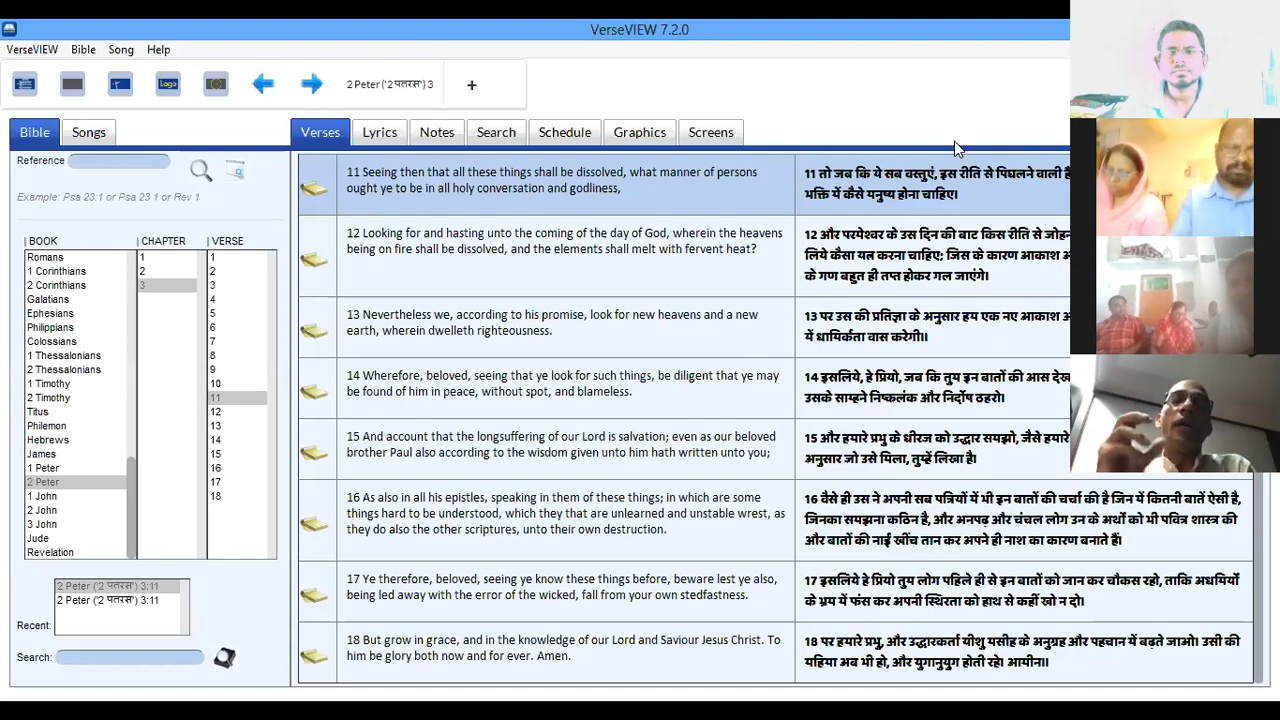 VerseVIEW 7.2.0
VerseVIEW Bible Song Help
Logo
2 Peter ('2 पतरस') 3
+
Bible Songs
Verses Lyrics Notes Search Schedule Graphics Screens
Reference
Example: Psa 23:1 or Psa 23 1 or Rev 1
| BOOK | CHAPTER | VERSE
Romans 1 1
1 Corinthians 2 2
2 Corinthians 3 3
Galatians 4
Ephesians 5
Philippians 6
Colossians 7
1 Thessalonians 8
2 Thessalonians 9
1 Timothy 10
2 Timothy 11
Titus 12
Philemon 13
Hebrews 14
James 15
1 Peter 16
2 Peter 17
1 John 18
2 John
3 John
Jude
Revelation
2 Peter ('2 पतरस') 3:11
2 Peter ('2 पतरस') 3:11
Recent:
Search:
11 Seeing then that all these things shall be dissolved, what manner of persons
ought ye to be in all holy conversation and godliness,
11 तो जब कि ये सब वस्तुएं, इस रीति से पिघलने वाली
भक्ति में कैसे मनुष्य होना चाहिए।
12 Looking for and hasting unto the coming of the day of God, wherein the heavens
being on fire shall be dissolved, and the elements shall melt with fervent heat?
12 और परमेश्वर के उस दिन की बाट किस रीति से
लिये कैसा यत्न करना चाहिए; जिस के कारण आकाश
के गण बहुत ही तप्त होकर गल जाएंगे।
13 Nevertheless we, according to his promise, look for new heavens and a new
earth, wherein dwelleth righteousness.
13 पर उस की प्रतिज्ञा के अनुसार हम एक नए आकाश
में धामिर्कता वास करेगी॥
14 Wherefore, beloved, seeing that ye look for such things, be diligent that ye may
be found of him in peace, without spot, and blameless.
14 इसलिये, हे प्रियो, जब कि तुम इन बातों की आस
उसके साम्हने निष्कलंक और निर्दोष ठहरो।
15 And account that the longsuffering of our Lord is salvation; even as our beloved
brother Paul also according to the wisdom given unto him hath written unto you;
15 और हमारे प्रभु के धीरज को उद्धार समझो, जैसे हमारे
अनुसार जो उसे मिला, तुम्हें लिखा है।
16 As also in all his epistles, speaking in them of these things; in which are some
things hard to be understood, which they that are unlearned and unstable wrest, as
they do also the other scriptures, unto their own destruction.
16 वैसे ही उस ने अपनी सब पत्रियों में भी इन बातों की चर्चा की है जिन में कितनी बातें ऐसी है,
जिनका समझना कठिन है, और अनपढ़ और चंचल लोग उन के अर्थों को भी पवित्र शास्त्र की
और बातों की नाईं खींच तान कर अपने ही नाश का कारण बनाते हैं।
17 Ye therefore, beloved, seeing ye know these things before, beware lest ye also,
being led away with the error of the wicked, fall from your own stedfastness.
17 इसलिये हे प्रियो तुम लोग पहिले ही से इन बातों को जान कर चौकस रहो, ताकि अधमिर्यों
के भ्रम में फंस कर अपनी स्थिरता को हाथ से कहीं खो न दो।
18 But grow in grace, and in the knowledge of our Lord and Saviour Jesus Christ. To
him be glory both now and for ever. Amen.
18 पर हमारे प्रभु, और उद्धारकर्ता यीशु मसीह के अनुग्रह और पहचान में बढ़ते जाओ। उसी की
महिमा अब भी हो, और युगानुयुग होती रहे। आमीन॥